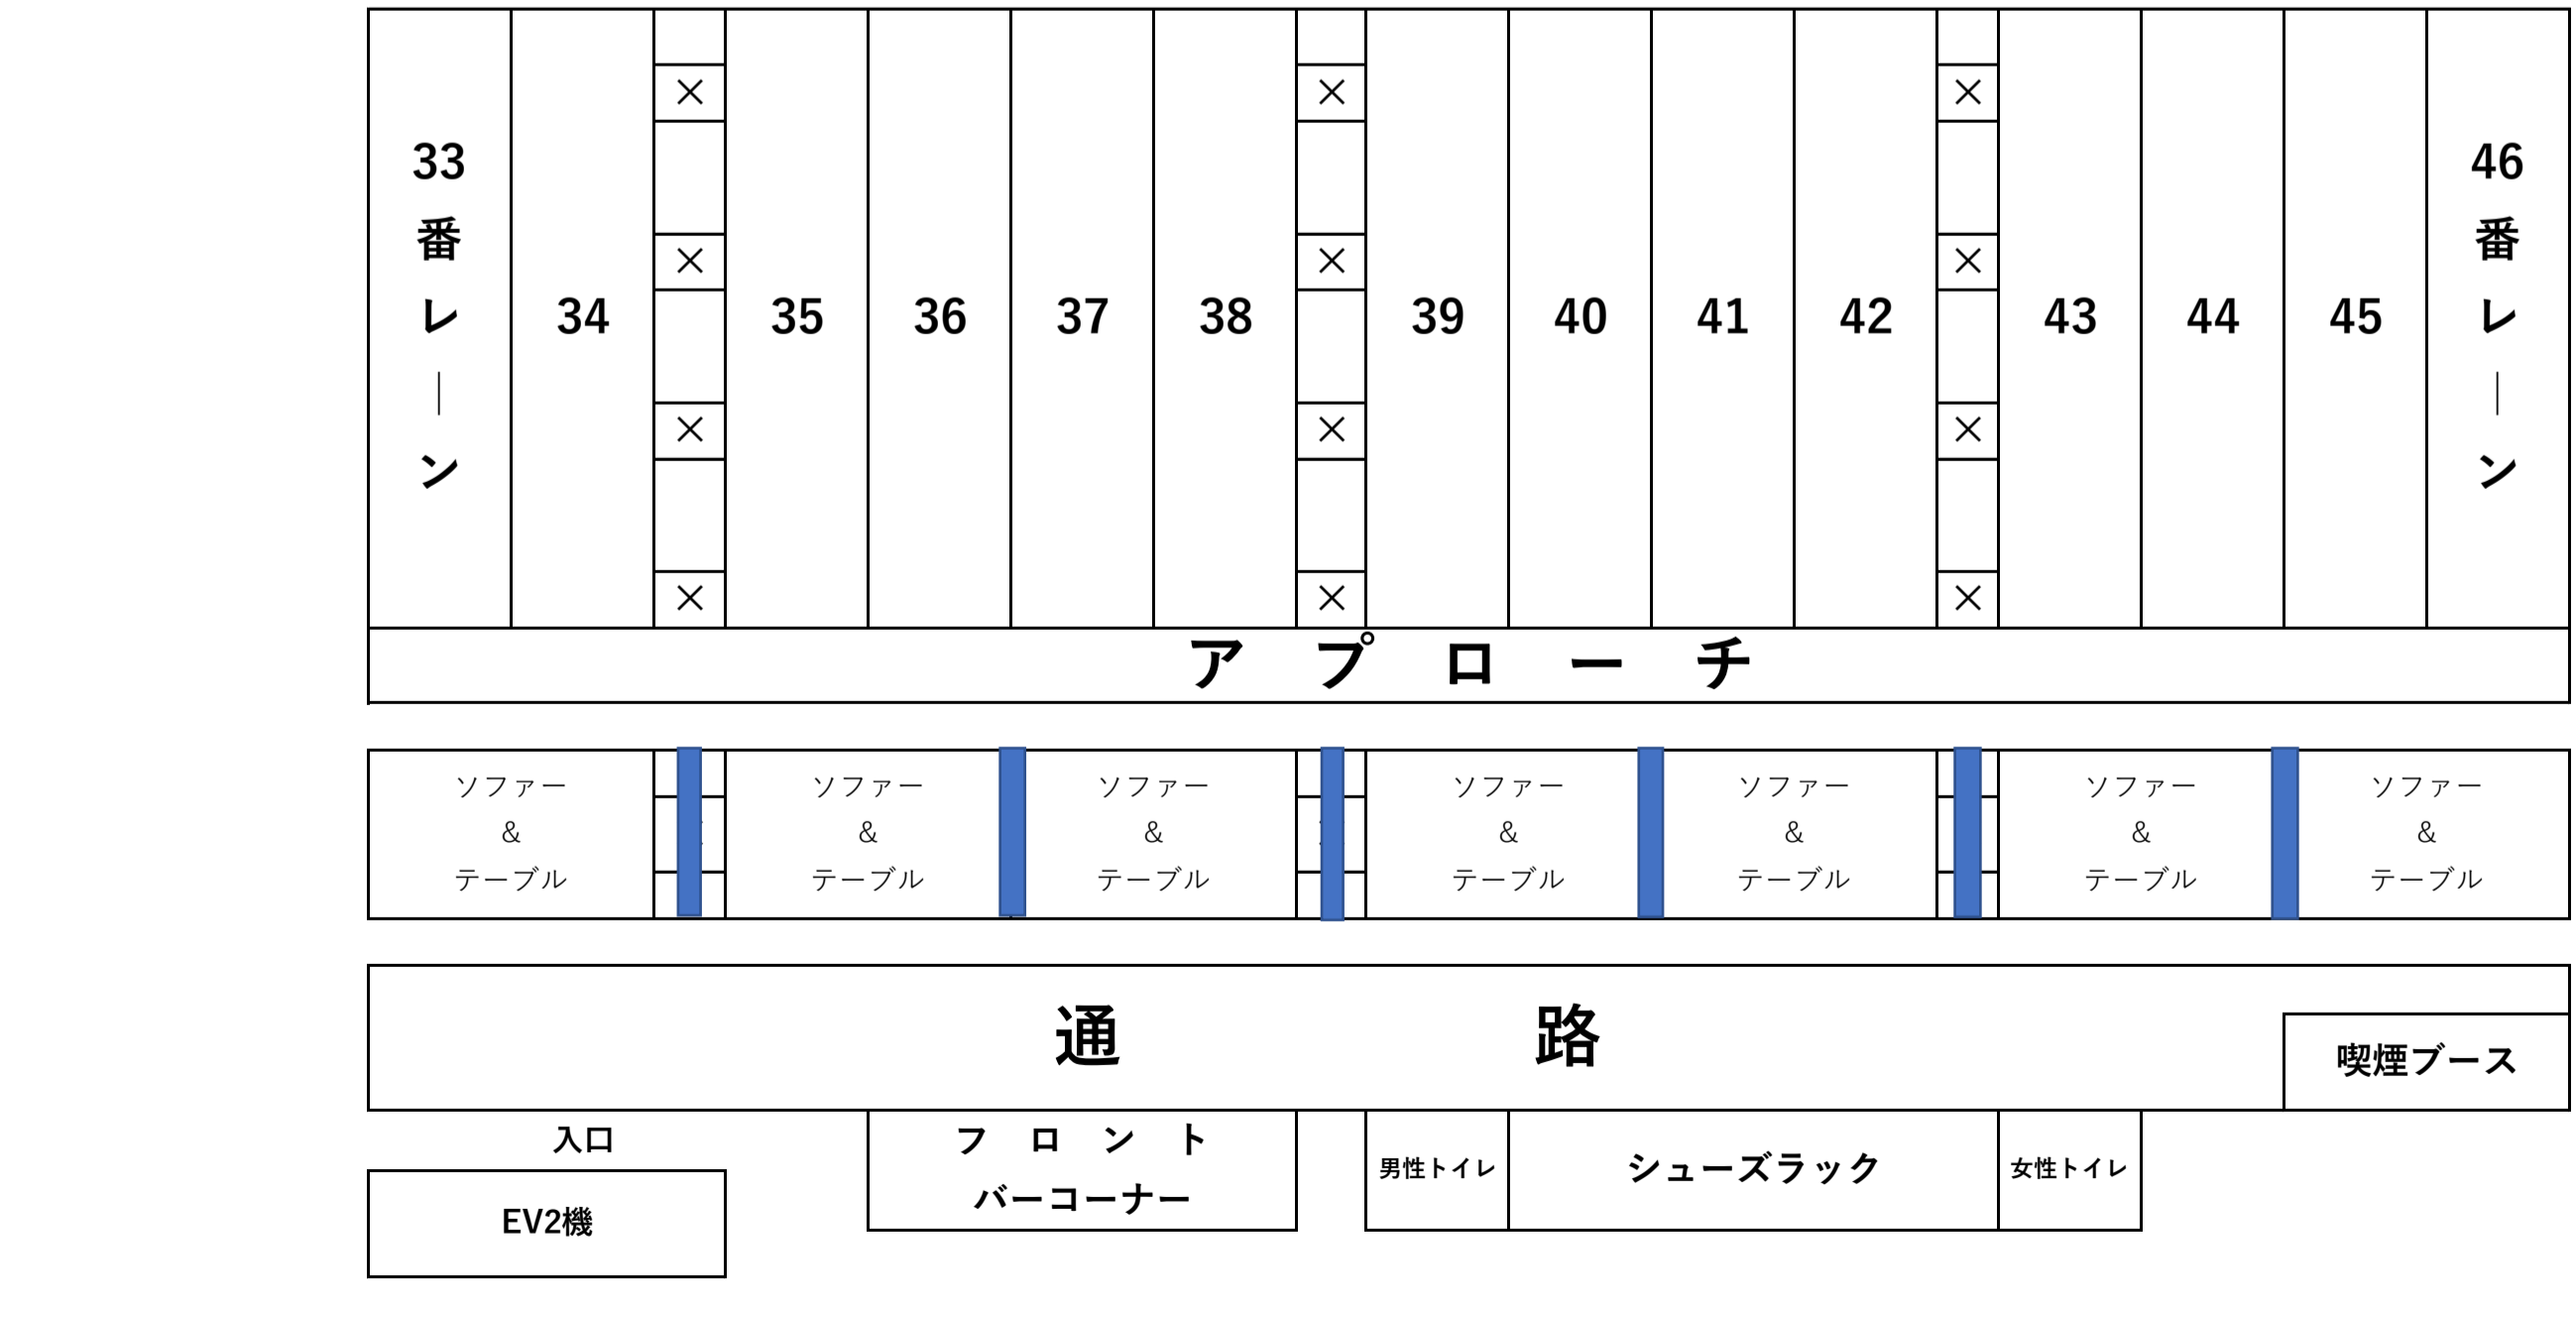 33番レーン
34
35
36
37
38
39
40
41
42
43
44
45
46番レーン
×
×
×
×
×
×
×
×
×
×
×
×
アプローチ
ソファー
&
テーブル
ソファー
&
テーブル
ソファー
&
テーブル
ソファー
&
テーブル
ソファー
&
テーブル
ソファー
&
テーブル
ソファー
&
テーブル
通路
喫煙ブース
入口
EV2機
フロント
バーコーナー
男性トイレ
シューズラック
女性トイレ